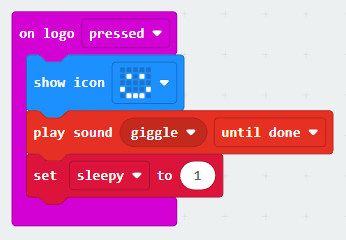 on logo pressed
show icon
play sound giggle until done
set sleepy to 1